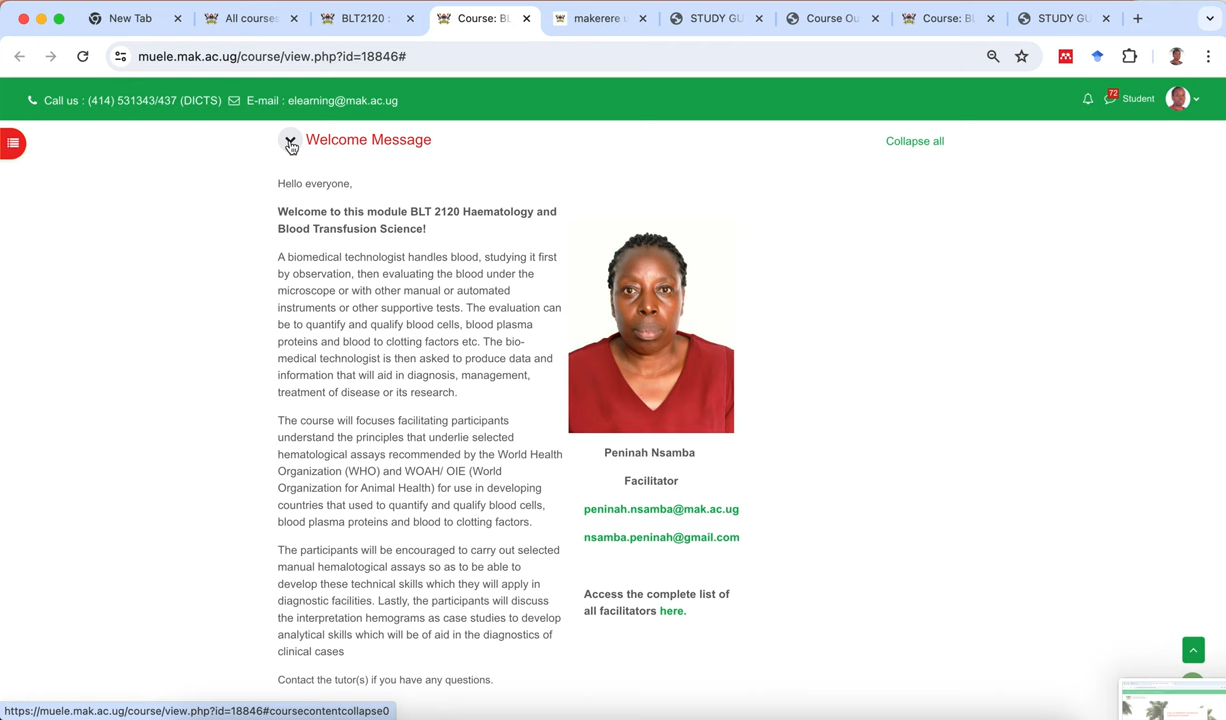 New Tab
All courses
BLT2120 :
Course: BL
makerere u
STUDY GU
Course Ou
Course: BL
STUDY GU
muele.mak.ac.ug/course/view.php?id=18846#
Call us : (414) 531343/437 (DICTS) E-mail : elearning@mak.ac.ug
72
Student
Welcome Message
Collapse all
Hello everyone,
Welcome to this module BLT 2120 Haematology and
Blood Transfusion Science!
A biomedical technologist handles blood, studying it first
by observation, then evaluating the blood under the
microscope or with other manual or automated
instruments or other supportive tests. The evaluation can
be to quantify and qualify blood cells, blood plasma
proteins and blood to clotting factors etc. The bio-
medical technologist is then asked to produce data and
information that will aid in diagnosis, management,
treatment of disease or its research.
The course will focuses facilitating participants
understand the principles that underlie selected
hematological assays recommended by the World Health
Organization (WHO) and WOAH/ OIE (World
Organization for Animal Health) for use in developing
countries that used to quantify and qualify blood cells,
blood plasma proteins and blood to clotting factors.
The participants will be encouraged to carry out selected
manual hemalotogical assays so as to be able to
develop these technical skills which they will apply in
diagnostic facilities. Lastly, the participants will discuss
the interpretation hemograms as case studies to develop
analytical skills which will be of aid in the diagnostics of
clinical cases
Contact the tutor(s) if you have any questions.
Peninah Nsamba
Facilitator
peninah.nsamba@mak.ac.ug
nsamba.peninah@gmail.com
Access the complete list of
all facilitators here.
https://muele.mak.ac.ug/course/view.php?id=18846#coursecontentcollapse0